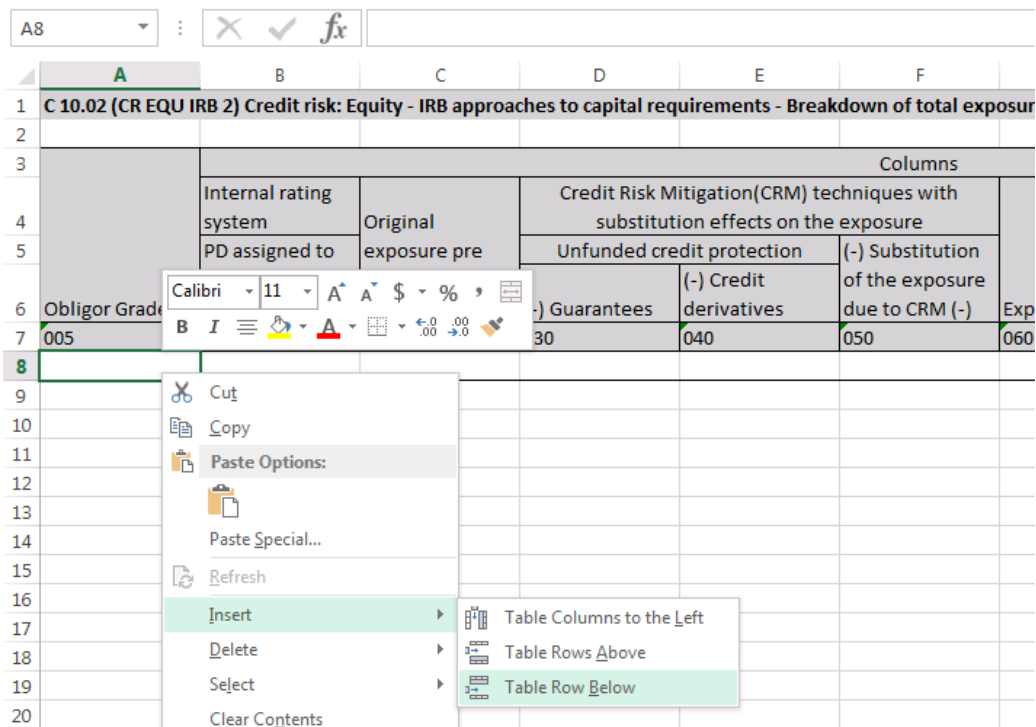 A8
fx
A B C D E F
1 C 10.02 (CR EQU IRB 2) Credit risk: Equity - IRB approaches to capital requirements - Breakdown of total exposur
2
3 Columns
Internal rating Credit Risk Mitigation(CRM) techniques with
4 system Original substitution effects on the exposure
5 PD assigned to exposure pre Unfunded credit protection (-) Substitution
(-) Credit of the exposure
6 Obligor Grade -) Guarantees derivatives due to CRM (-) Exp
7 005 30 040 050 060
Calibri 11 A A $ % ,
B I A .0 .00 .00 .0
8
9 Cut
10 Copy
11 Paste Options:
12
13
14 Paste Special...
15 Refresh
16
17 Insert Table Columns to the Left
18 Delete Table Rows Above
19 Select Table Row Below
20 Clear Contents